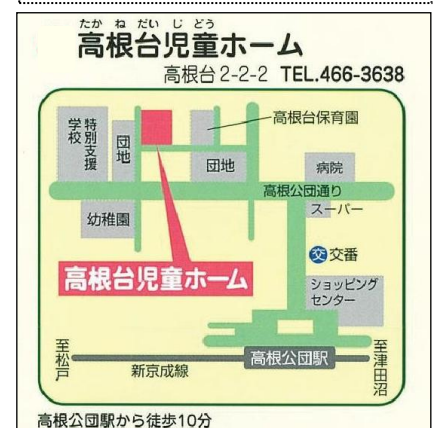 たかねだいじどう
高根台児童ホーム
高根台2-2-2 TEL.466-3638
特別支援
学校
団地
高根台保育園
団地
病院
高根公団通り
スーパー
幼稚園
交 交番
高根台児童ホーム
ショッピング
センター
至松戸
新京成線
高根公団駅
至津田沼
高根公団駅から徒歩10分